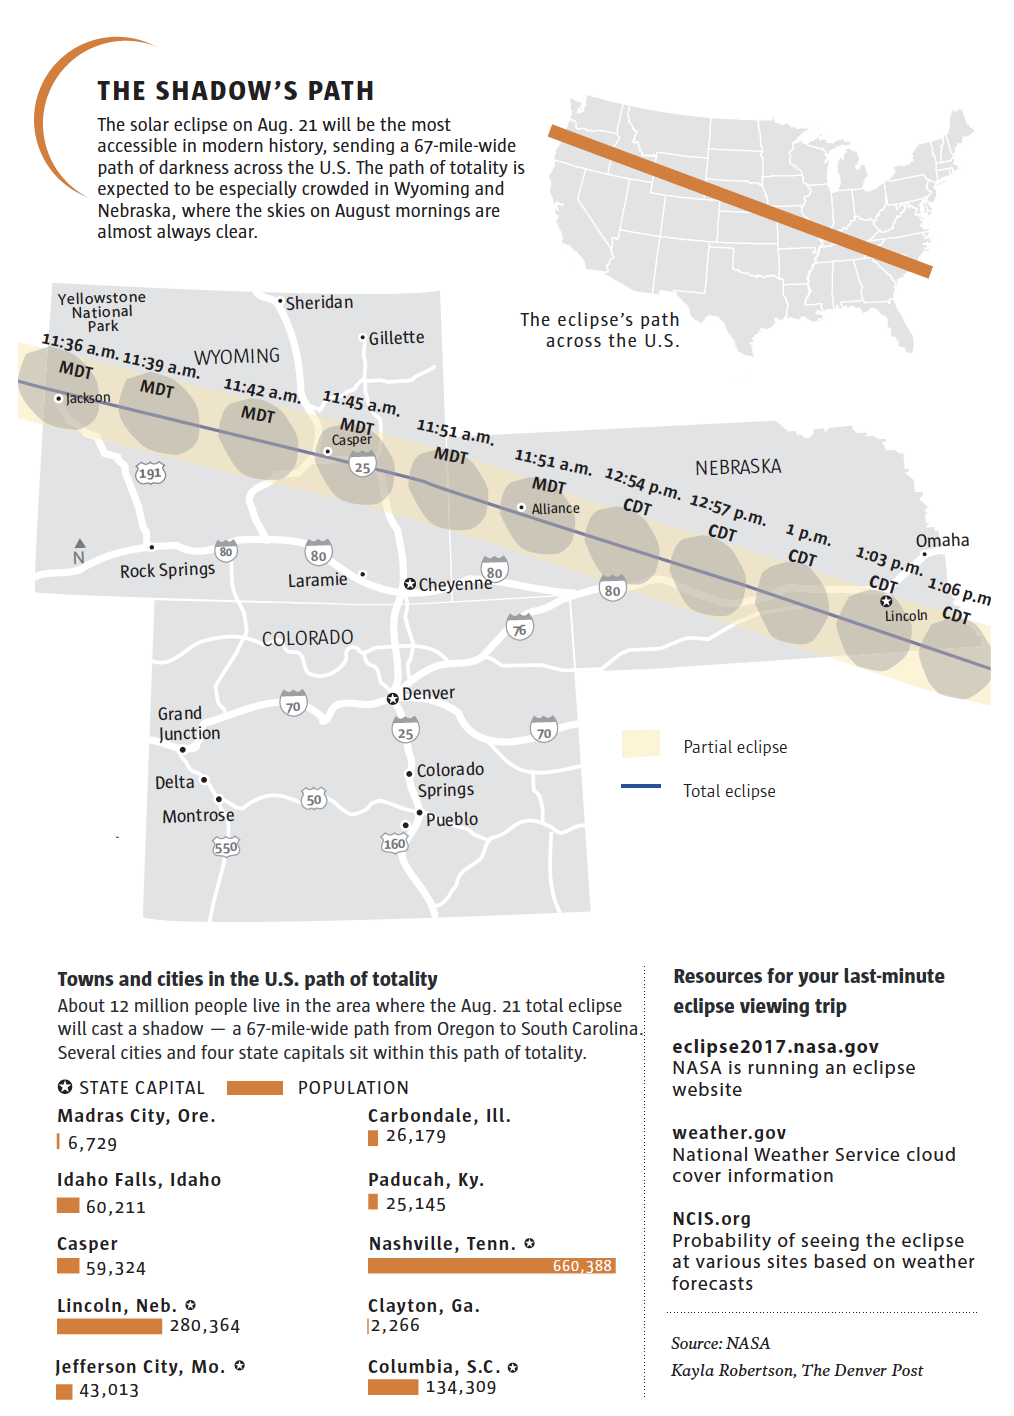 THE SHADOW'S PATH
The solar eclipse on Aug. 21 will be the most
accessible in modern history, sending a 67-mile-wide
path of darkness across the U.S. The path of totality is
expected to be especially crowded in Wyoming and
Nebraska, where the skies on August mornings are
almost always clear.
The eclipse's path
across the U.S.
Yellowstone
National
Park
Sheridan
Gillette
WYOMING
11:36 a.m.
MDT
11:39 a.m.
MDT
11:42 a.m.
MDT
11:45 a.m.
MDT
11:51 a.m.
MDT
11:51 a.m.
MDT
12:54 p.m.
CDT
12:57 p.m.
CDT
1 p.m.
CDT
1:03 p.m.
CDT
1:06 p.m
CDT
Jackson
Casper
25
191
NEBRASKA
Alliance
Omaha
Lincoln
N
Rock Springs
80
80
Laramie
Cheyenne
80
80
76
COLORADO
Denver
70
25
70
Grand
Junction
Delta
Montrose
50
550
Colorado
Springs
Pueblo
160
Partial eclipse
Total eclipse
Towns and cities in the U.S. path of totality
About 12 million people live in the area where the Aug. 21 total eclipse
will cast a shadow — a 67-mile-wide path from Oregon to South Carolina.
Several cities and four state capitals sit within this path of totality.
STATE CAPITAL POPULATION
Madras City, Ore.
6,729
Idaho Falls, Idaho
60,211
Casper
59,324
Lincoln, Neb.
280,364
Jefferson City, Mo.
43,013
Carbondale, Ill.
26,179
Paducah, Ky.
25,145
Nashville, Tenn.
660,388
Clayton, Ga.
2,266
Columbia, S.C.
134,309
Resources for your last-minute
eclipse viewing trip
eclipse2017.nasa.gov
NASA is running an eclipse
website
weather.gov
National Weather Service cloud
cover information
NCIS.org
Probability of seeing the eclipse
at various sites based on weather
forecasts
Source: NASA
Kayla Robertson, The Denver Post